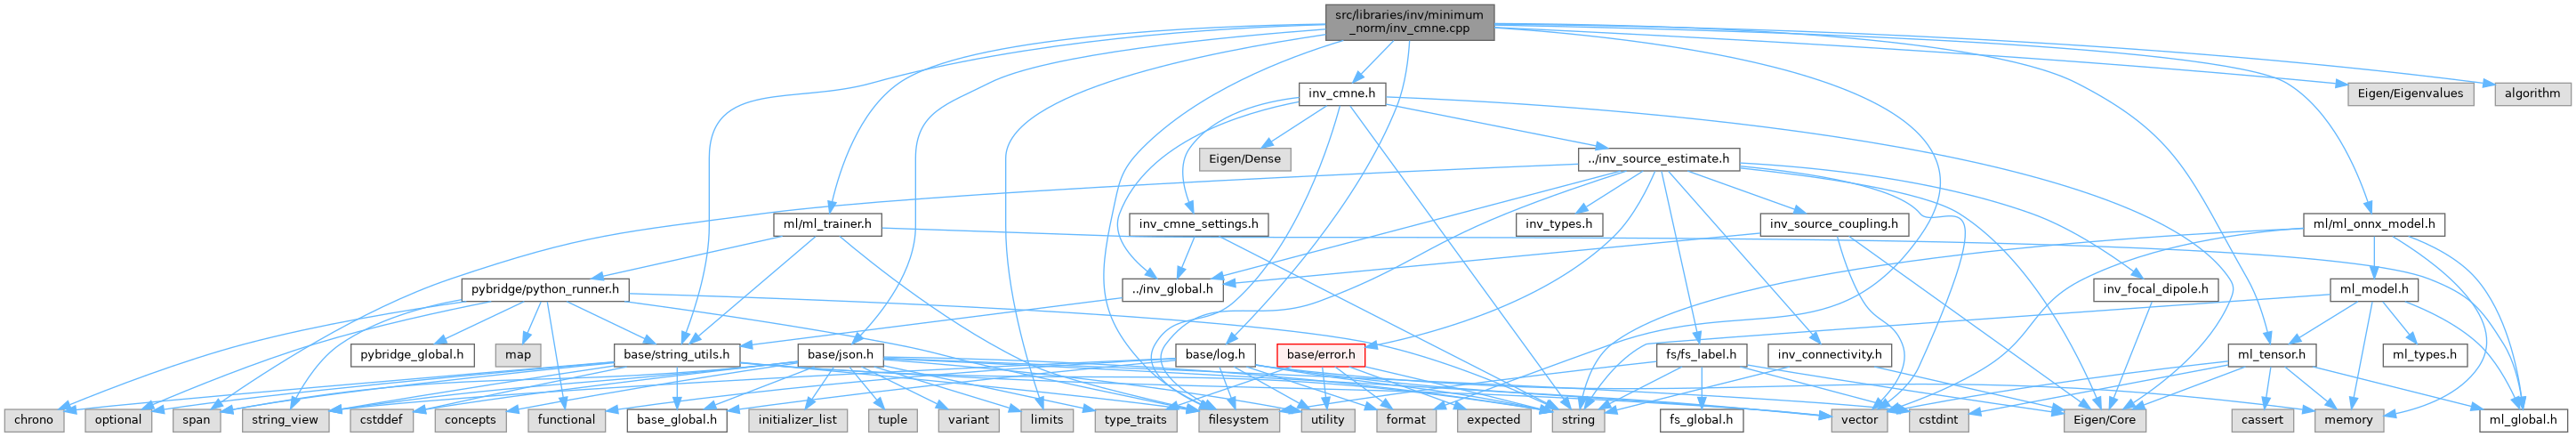 src/libraries/inv/minimum
_norm/inv_cmne.cpp
inv_cmne.h
Eigen/Eigenvalues
algorithm
Eigen/Dense
../inv_source_estimate.h
ml/ml_trainer.h
inv_cmne_settings.h
inv_types.h
inv_source_coupling.h
ml/ml_onnx_model.h
pybridge/python_runner.h
../inv_global.h
inv_focal_dipole.h
ml_model.h
pybridge_global.h
map
base/string_utils.h
base/json.h
base/log.h
base/error.h
fs/fs_label.h
inv_connectivity.h
ml_tensor.h
ml_types.h
chrono
optional
span
string_view
cstddef
concepts
functional
base_global.h
initializer_list
tuple
variant
limits
type_traits
filesystem
utility
format
expected
string
fs_global.h
vector
cstdint
Eigen/Core
cassert
memory
ml_global.h